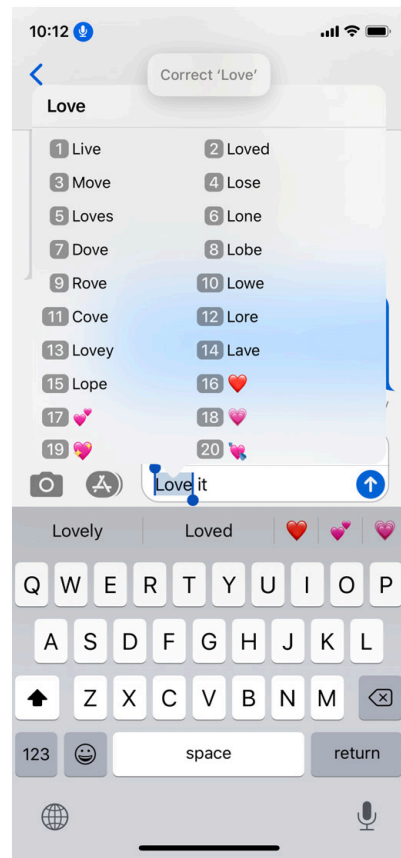 10:12
Correct 'Love'
Love
1 Live 2 Loved
3 Move 4 Lose
5 Loves 6 Lone
7 Dove 8 Lobe
9 Rove 10 Lowe
11 Cove 12 Lore
13 Lovey 14 Lave
15 Lope 16 ❤️
17 💕 18 💗
19 💖 20 💘
Love it
Lovely Loved ❤️ 💕 💗
Q W E R T Y U I O P
A S D F G H J K L
Z X C V B N M
123 space return